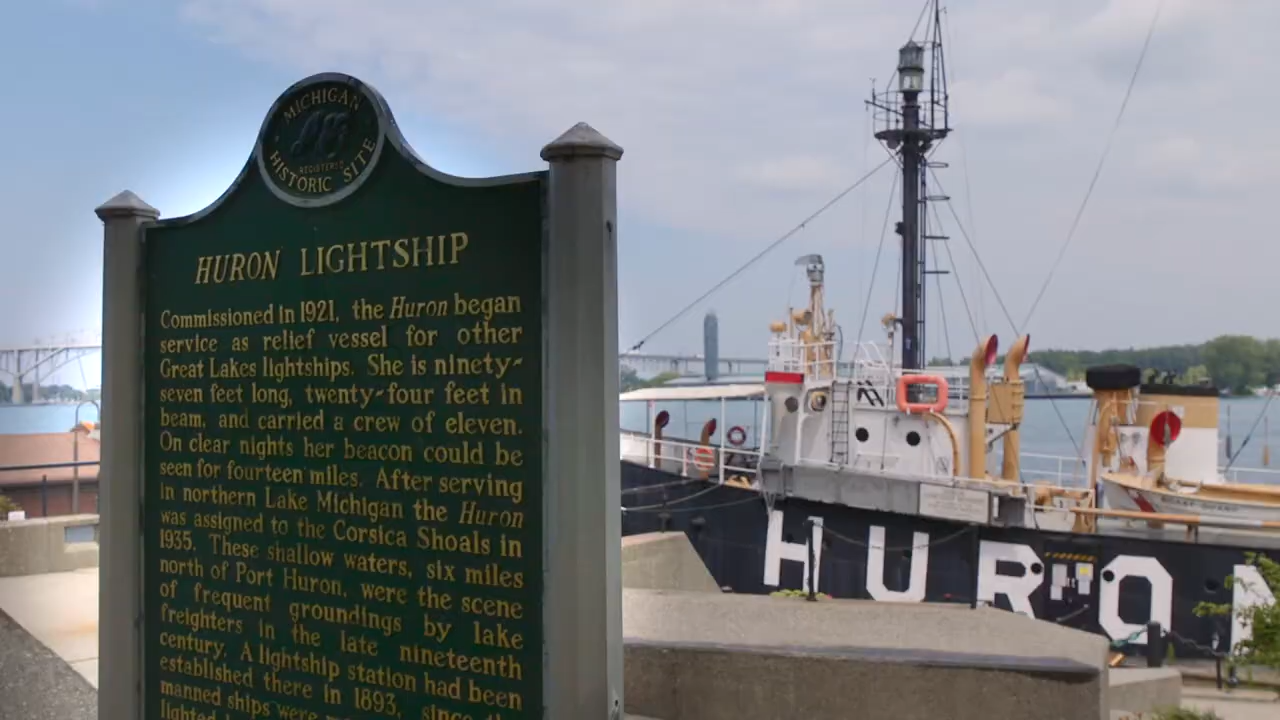 MICHIGAN
REGISTERED
HISTORIC SITE
HURON LIGHTSHIP
Commissioned in 1921, the Huron began
service as relief vessel for other
Great Lakes lightships. She is ninety-
seven feet long, twenty-four feet in
beam, and carried a crew of eleven.
On clear nights her beacon could be
seen for fourteen miles. After serving
in northern Lake Michigan the Huron
was assigned to the Corsica Shoals in
1935. These shallow waters, six miles
north of Port Huron, were the scene
of frequent groundings by lake
freighters in the late nineteenth
century. A lightship station had been
established there in 1893, since
manned ships were
lighted
HURON